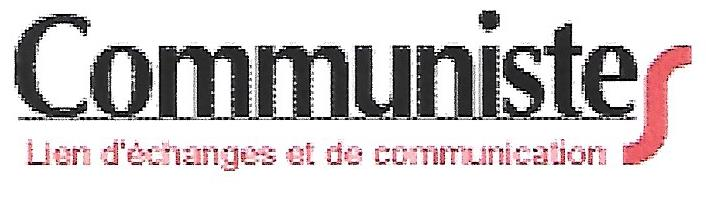 Communistes
Lien d'échanges et de communication